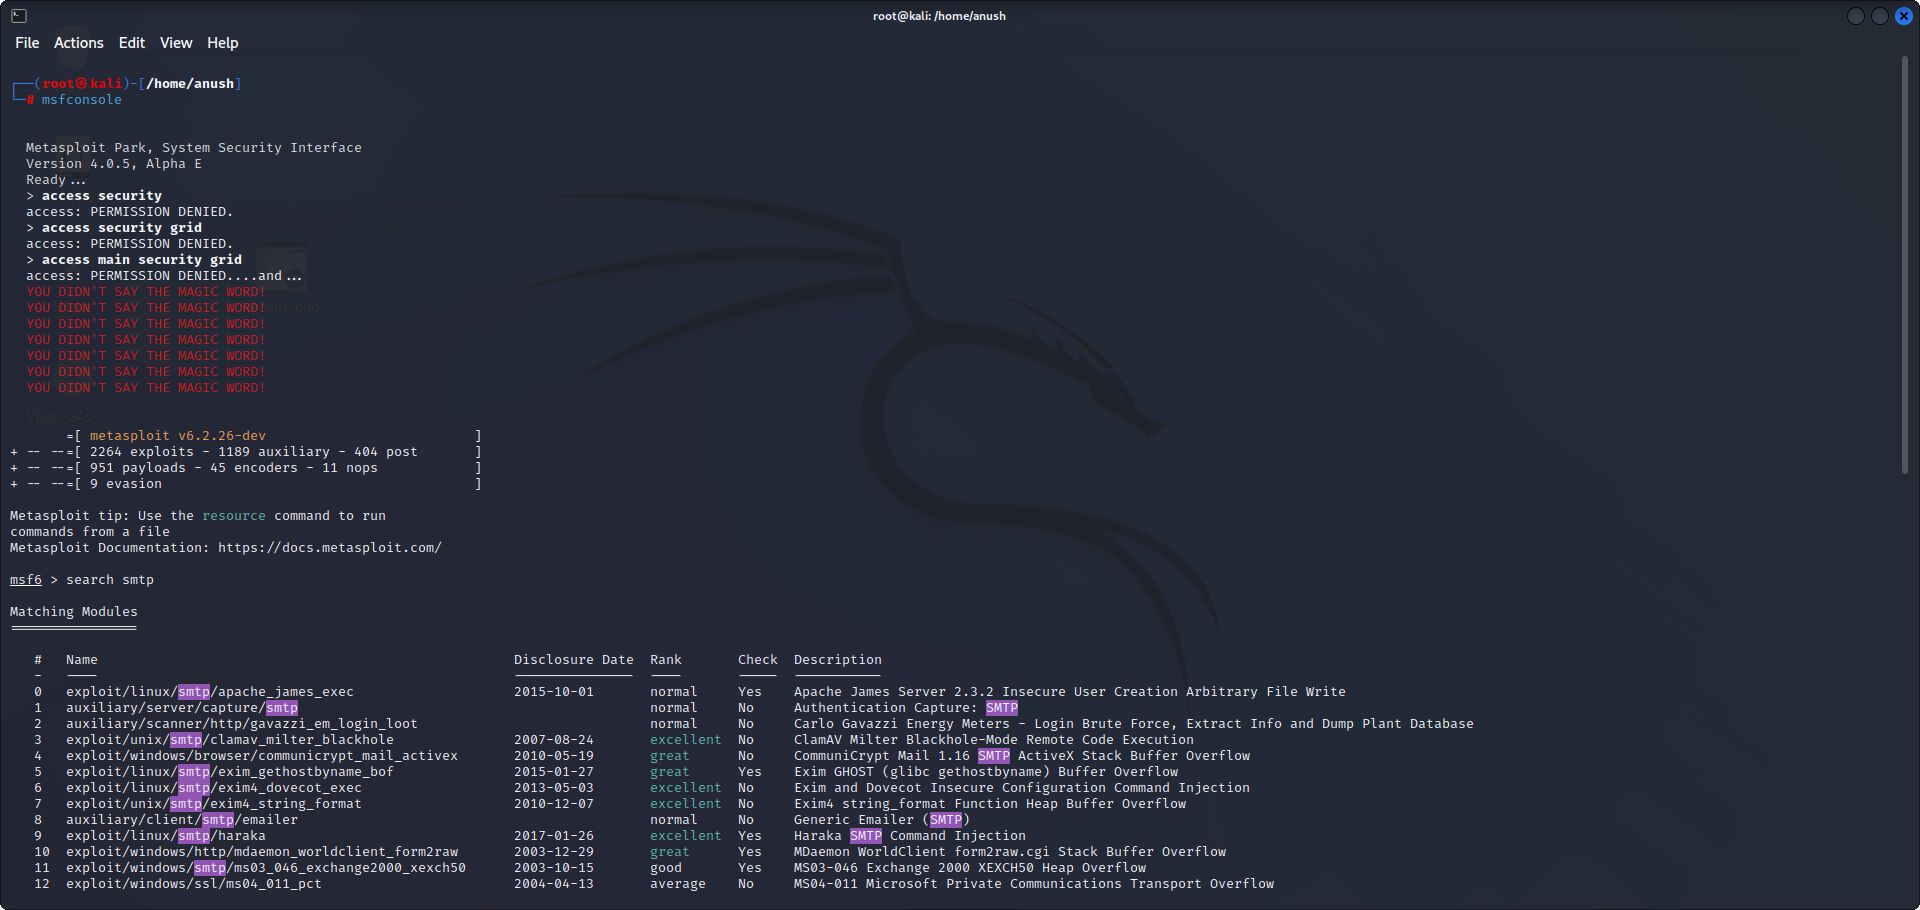 root@kali: /home/anush
File Actions Edit View Help
(root㉿kali)-[/home/anush]
# msfconsole
Metasploit Park, System Security Interface
Version 4.0.5, Alpha E
Ready...
> access security
access: PERMISSION DENIED.
> access security grid
access: PERMISSION DENIED.
> access main security grid
access: PERMISSION DENIED....and...
YOU DIDN'T SAY THE MAGIC WORD!
YOU DIDN'T SAY THE MAGIC WORD!
YOU DIDN'T SAY THE MAGIC WORD!
YOU DIDN'T SAY THE MAGIC WORD!
YOU DIDN'T SAY THE MAGIC WORD!
YOU DIDN'T SAY THE MAGIC WORD!
YOU DIDN'T SAY THE MAGIC WORD!
VBox_GAs_...
=[ metasploit v6.2.26-dev ]
+ -- --=[ 2264 exploits - 1189 auxiliary - 404 post ]
+ -- --=[ 951 payloads - 45 encoders - 11 nops ]
+ -- --=[ 9 evasion ]
Metasploit tip: Use the resource command to run
commands from a file
Metasploit Documentation: https://docs.metasploit.com/
msf6 > search smtp
Matching Modules
================
# Name Disclosure Date Rank Check Description
- ---- --------------- ---- ----- -----------
0 exploit/linux/smtp/apache_james_exec 2015-10-01 normal Yes Apache James Server 2.3.2 Insecure User Creation Arbitrary File Write
1 auxiliary/server/capture/smtp normal No Authentication Capture: SMTP
2 auxiliary/scanner/http/gavazzi_em_login_loot normal No Carlo Gavazzi Energy Meters - Login Brute Force, Extract Info and Dump Plant Database
3 exploit/unix/smtp/clamav_milter_blackhole 2007-08-24 excellent No ClamAV Milter Blackhole-Mode Remote Code Execution
4 exploit/windows/browser/communicrypt_mail_activex 2010-05-19 great No CommuniCrypt Mail 1.16 SMTP ActiveX Stack Buffer Overflow
5 exploit/linux/smtp/exim_gethostbyname_bof 2015-01-27 great Yes Exim GHOST (glibc gethostbyname) Buffer Overflow
6 exploit/linux/smtp/exim4_dovecot_exec 2013-05-03 excellent No Exim and Dovecot Insecure Configuration Command Injection
7 exploit/unix/smtp/exim4_string_format 2010-12-07 excellent No Exim4 string_format Function Heap Buffer Overflow
8 auxiliary/client/smtp/emailer normal No Generic Emailer (SMTP)
9 exploit/linux/smtp/haraka 2017-01-26 excellent Yes Haraka SMTP Command Injection
10 exploit/windows/http/mdaemon_worldclient_form2raw 2003-12-29 great Yes MDaemon WorldClient form2raw.cgi Stack Buffer Overflow
11 exploit/windows/smtp/ms03_046_exchange2000_xexch50 2003-10-15 good Yes MS03-046 Exchange 2000 XEXCH50 Heap Overflow
12 exploit/windows/ssl/ms04_011_pct 2004-04-13 average No MS04-011 Microsoft Private Communications Transport Overflow